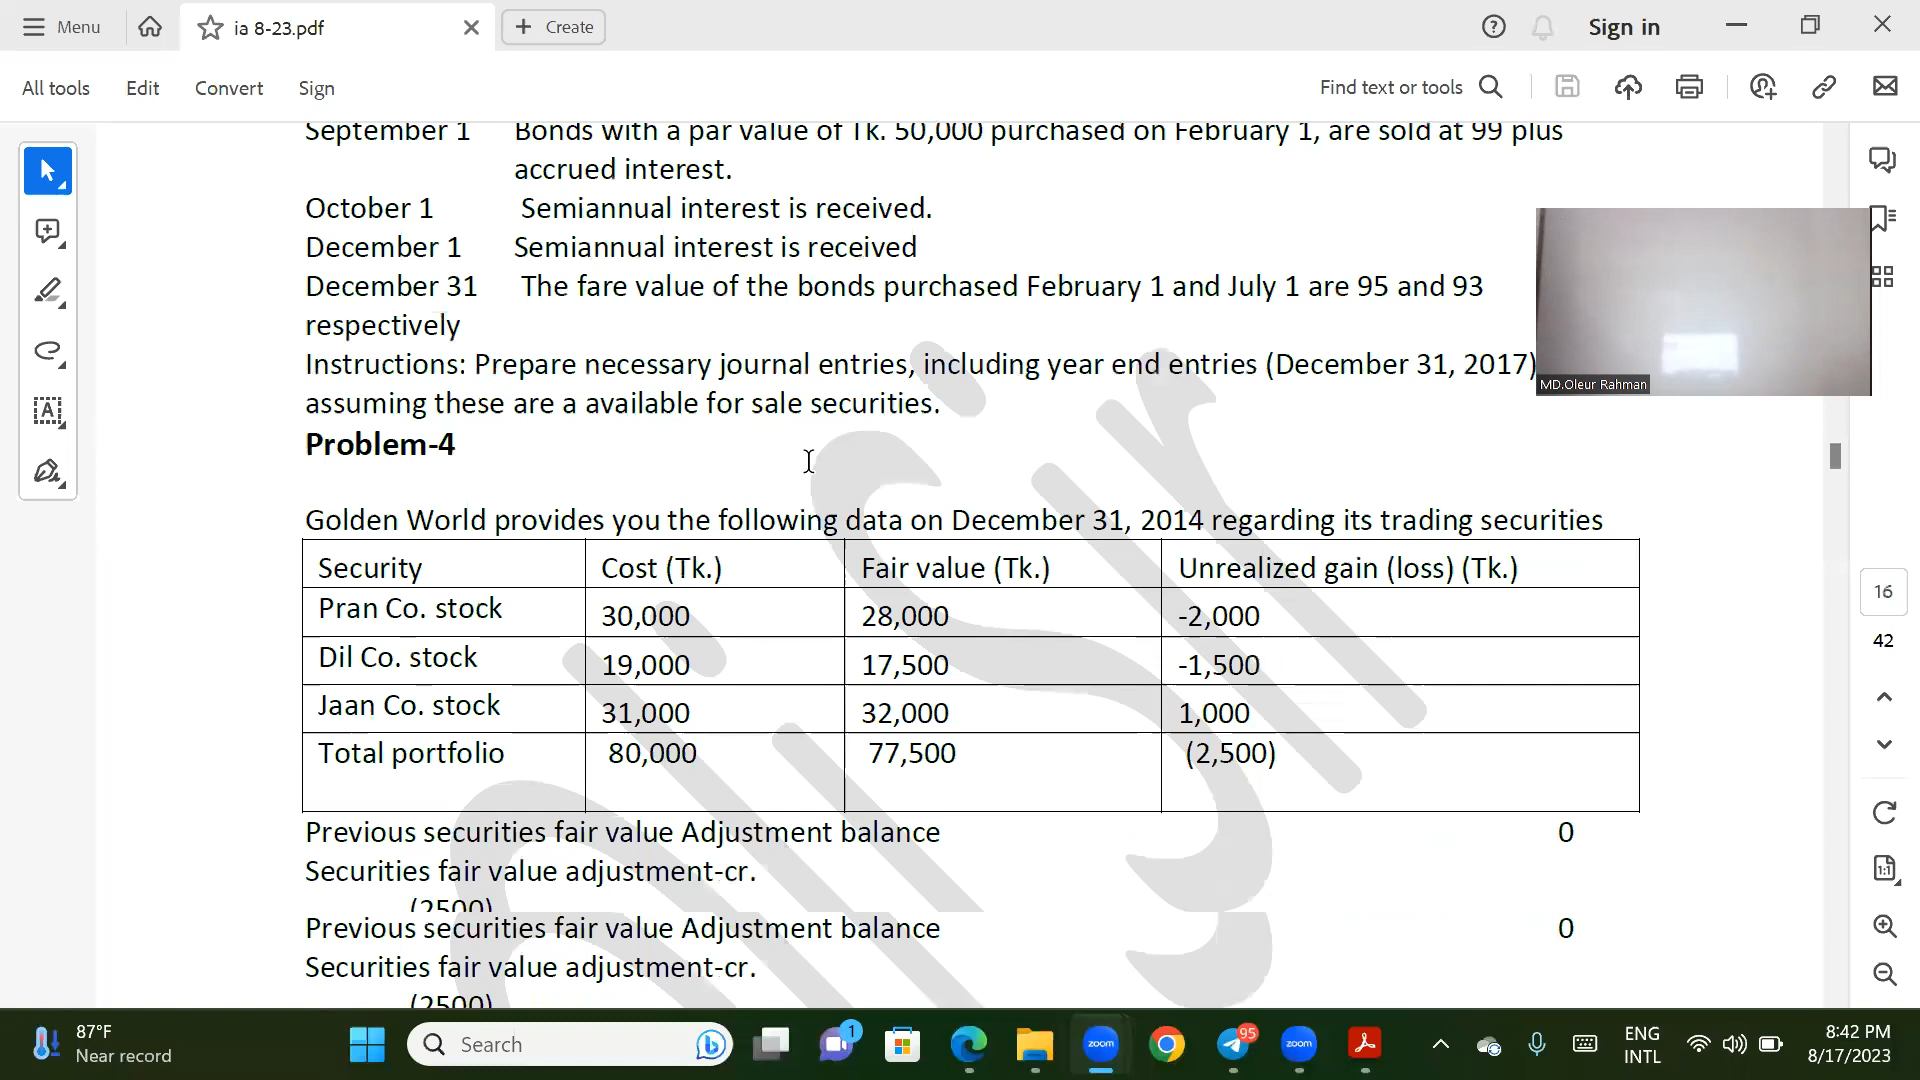 Menu
ia 8-23.pdf
Create
Sign in
All tools Edit Convert Sign
Find text or tools
September 1 Bonds with a par value of Tk. 50,000 purchased on February 1, are sold at 99 plus
accrued interest.
October 1 Semiannual interest is received.
December 1 Semiannual interest is received
December 31 The fare value of the bonds purchased February 1 and July 1 are 95 and 93
respectively
Instructions: Prepare necessary journal entries, including year end entries (December 31, 2017)
assuming these are a available for sale securities.
MD.Oleur Rahman
Problem-4
Golden World provides you the following data on December 31, 2014 regarding its trading securities
Security Cost (Tk.) Fair value (Tk.) Unrealized gain (loss) (Tk.)
Pran Co. stock 30,000 28,000 -2,000
Dil Co. stock 19,000 17,500 -1,500
Jaan Co. stock 31,000 32,000 1,000
Total portfolio 80,000 77,500 (2,500)
Previous securities fair value Adjustment balance 0
Securities fair value adjustment-cr.
(2500)
Previous securities fair value Adjustment balance 0
Securities fair value adjustment-cr.
(2500)
16
42
1:1
87°F
Near record
Search
1
zoom
95
zoom
ENG
INTL
8:42 PM
8/17/2023